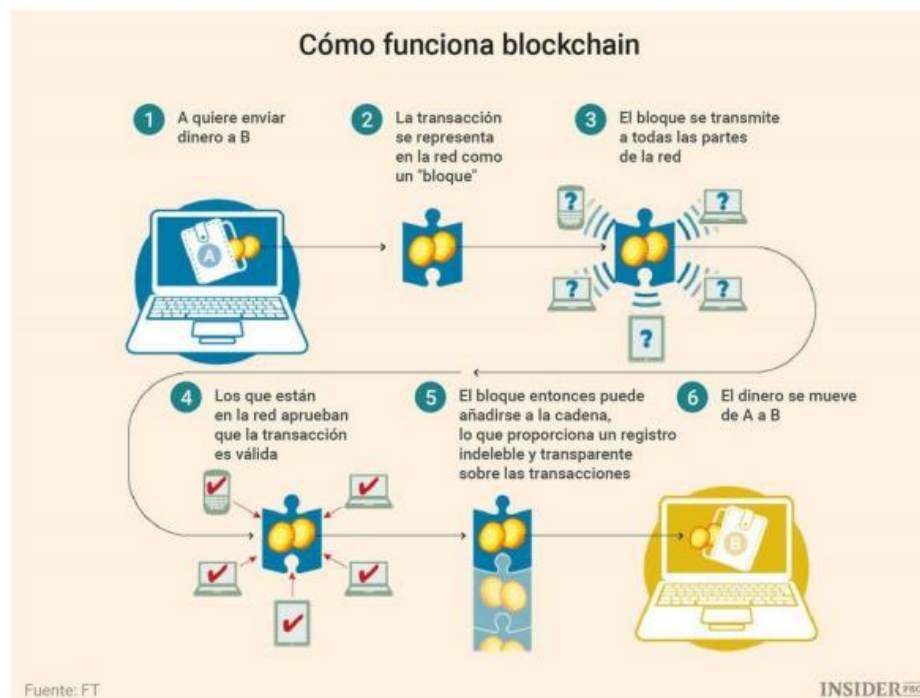 Cómo funciona blockchain
1
A quiere enviar
dinero a B
2
La transacción
se representa
en la red como
un "bloque"
3
El bloque se transmite
a todas las partes
de la red
A
?
?
?
?
?
4
Los que están
en la red aprueban
que la transacción
es válida
5
El bloque entonces puede
añadirse a la cadena,
lo que proporciona un registro
indeleble y transparente
sobre las transacciones
6
El dinero se mueve
de A a B
B
Fuente: FT
INSIDER PRO